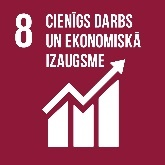 8 CIENĪGS DARBS
UN EKONOMISKĀ
IZAUGSME